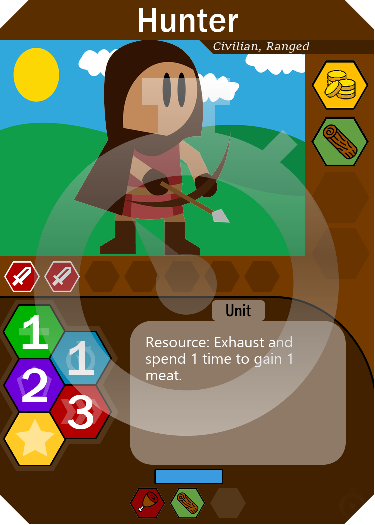 Hunter
Civilian, Ranged
Unit
1
1
2
3
Resource: Exhaust and
spend 1 time to gain 1
meat.